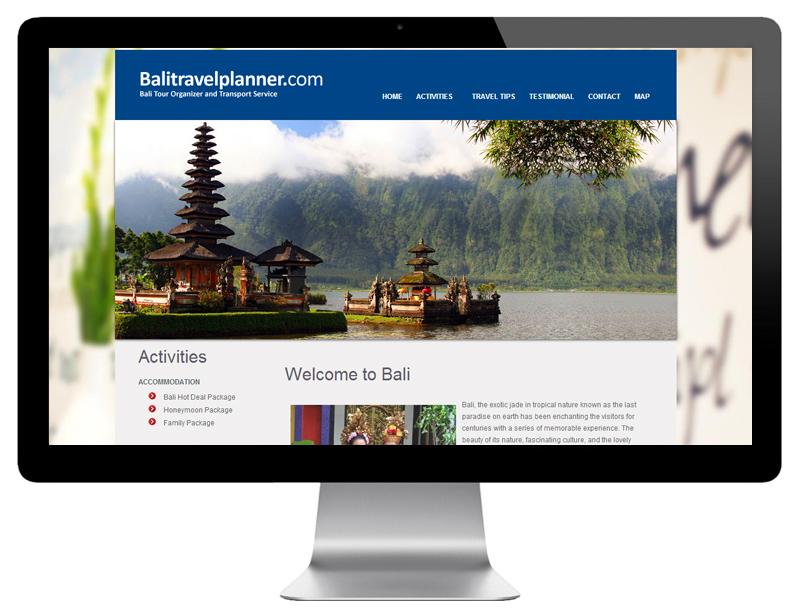 Balitravelplanner.com
Bali Tour Organizer and Transport Service
HOME ACTIVITIES TRAVEL TIPS TESTIMONIAL CONTACT MAP
Activities
ACCOMMODATION
Bali Hot Deal Package
Honeymoon Package
Family Package
Welcome to Bali
Bali, the exotic jade in tropical nature known as the last
paradise on earth has been enchanting the visitors for
centuries with a series of memorable experience. The
beauty of its nature, fascinating culture, and the lovely